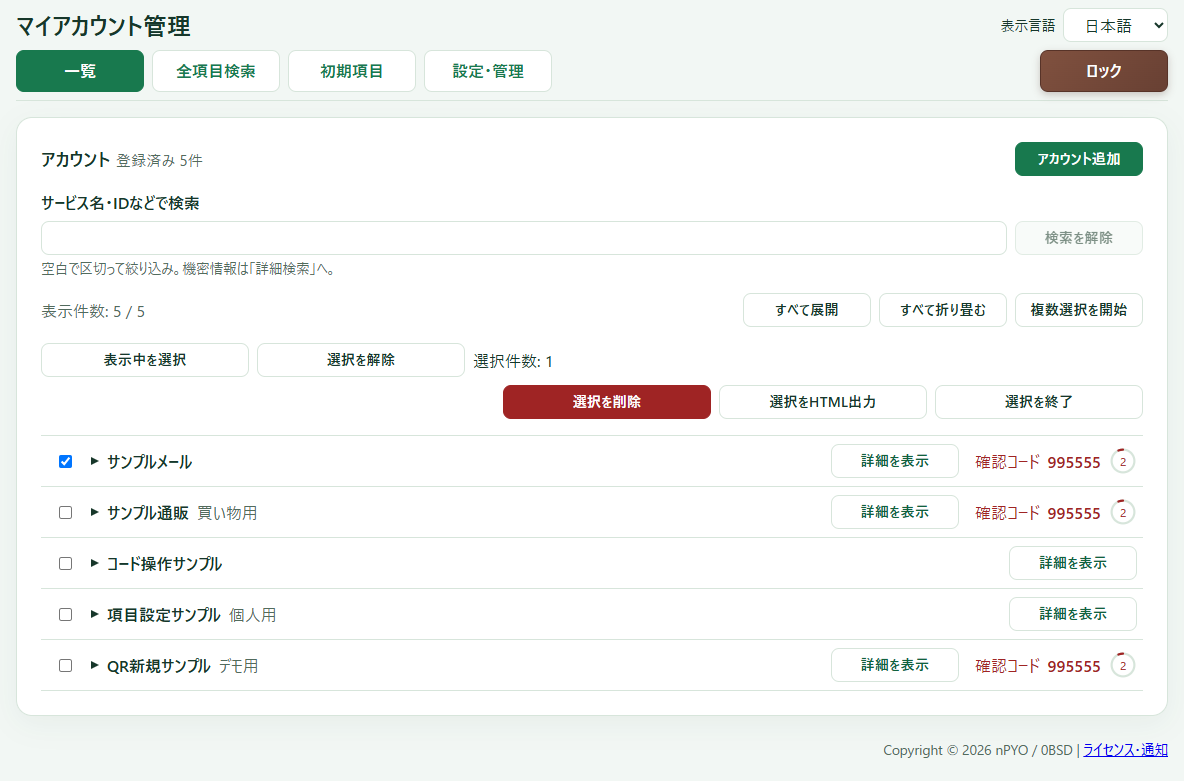 マイアカウント管理
表示言語 日本語
一覧 全項目検索 初期項目 設定・管理 ロック
アカウント 登録済み 5件 アカウント追加
サービス名・IDなどで検索
検索を解除
空白で区切って絞り込み。機密情報は「詳細検索」へ。
表示件数: 5 / 5 すべて展開 すべて折り畳む 複数選択を開始
表示中を選択 選択を解除 選択件数: 1
選択を削除 選択をHTML出力 選択を終了
サンプルメール 詳細を表示 確認コード 995555 2
サンプル通販 買い物用 詳細を表示 確認コード 995555 2
コード操作サンプル 詳細を表示
項目設定サンプル 個人用 詳細を表示
QR新規サンプル デモ用 詳細を表示 確認コード 995555 2
Copyright © 2026 nPYO / 0BSD | ライセンス・通知